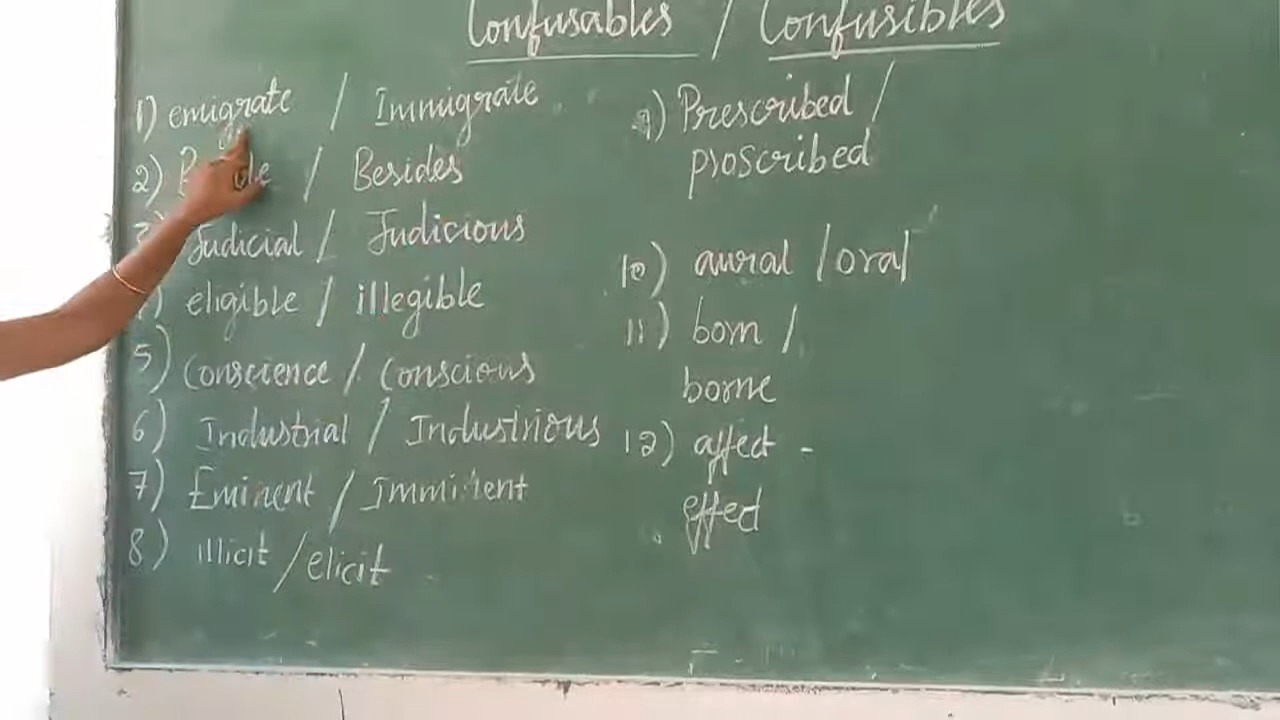 Confusables / Confusibles
1) emigrate / Immigrate
2) / Besides
3) Judicial / Judicious
) eligible / illegible
5) Conscience / Conscious
6) Industrial / Industrious
7) Eminent / Imminent
8) illicit / elicit
9) Prescribed /
proscribed
10) aural / oral
11) born /
borne
12) affect -
effect